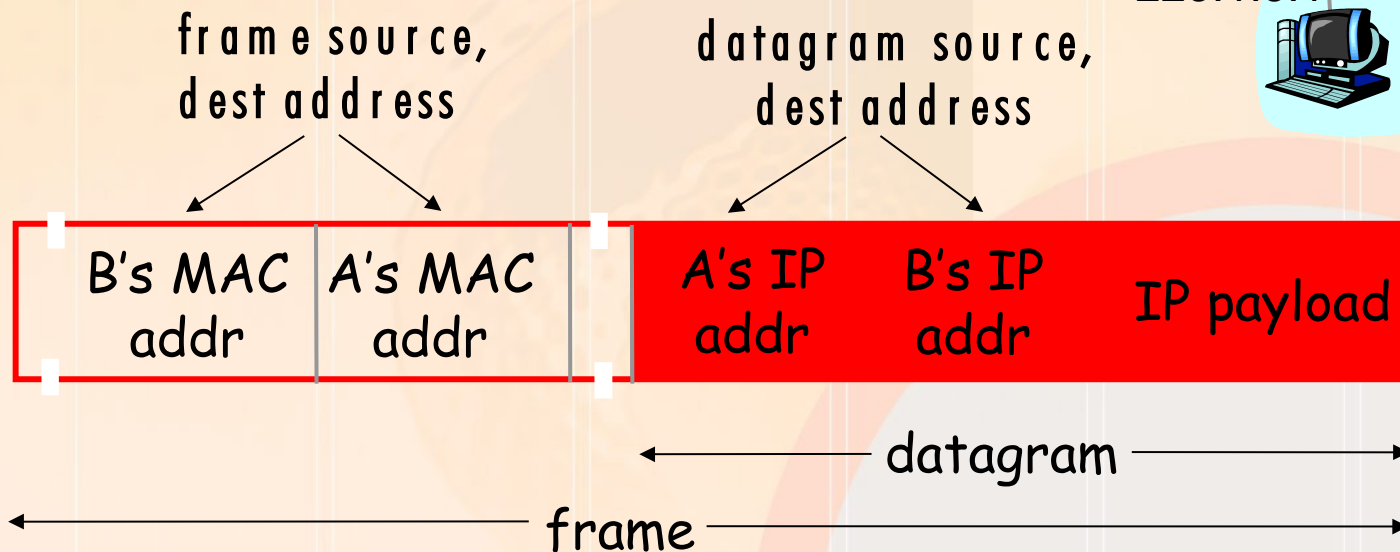 frame source,
dest address
datagram source,
dest address
B's MAC
addr
A's MAC
addr
A's IP
addr
B's IP
addr
IP payload
datagram
frame